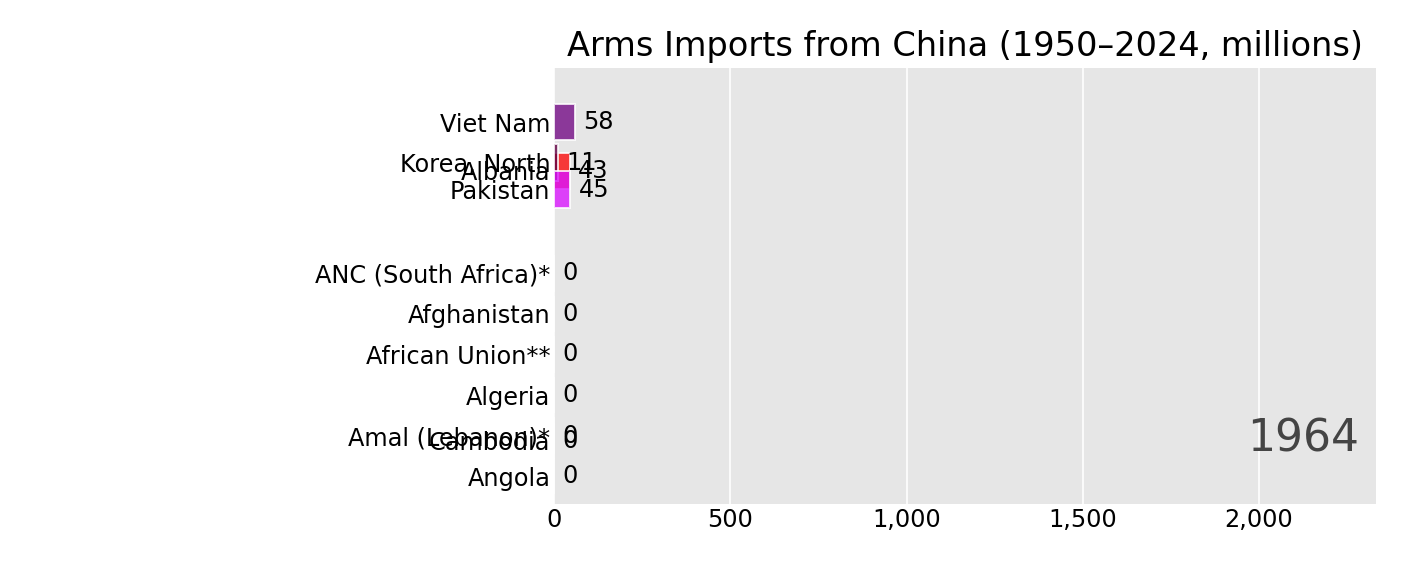 Arms Imports from China (1950–2024, millions)
Viet Nam 58
Korea, North 11
Albania 43
Pakistan 45
ANC (South Africa)* 0
Afghanistan 0
African Union** 0
Algeria 0
Amal (Lebanon)* 0
Cambodia 0
1964
Angola 0
0 500 1,000 1,500 2,000